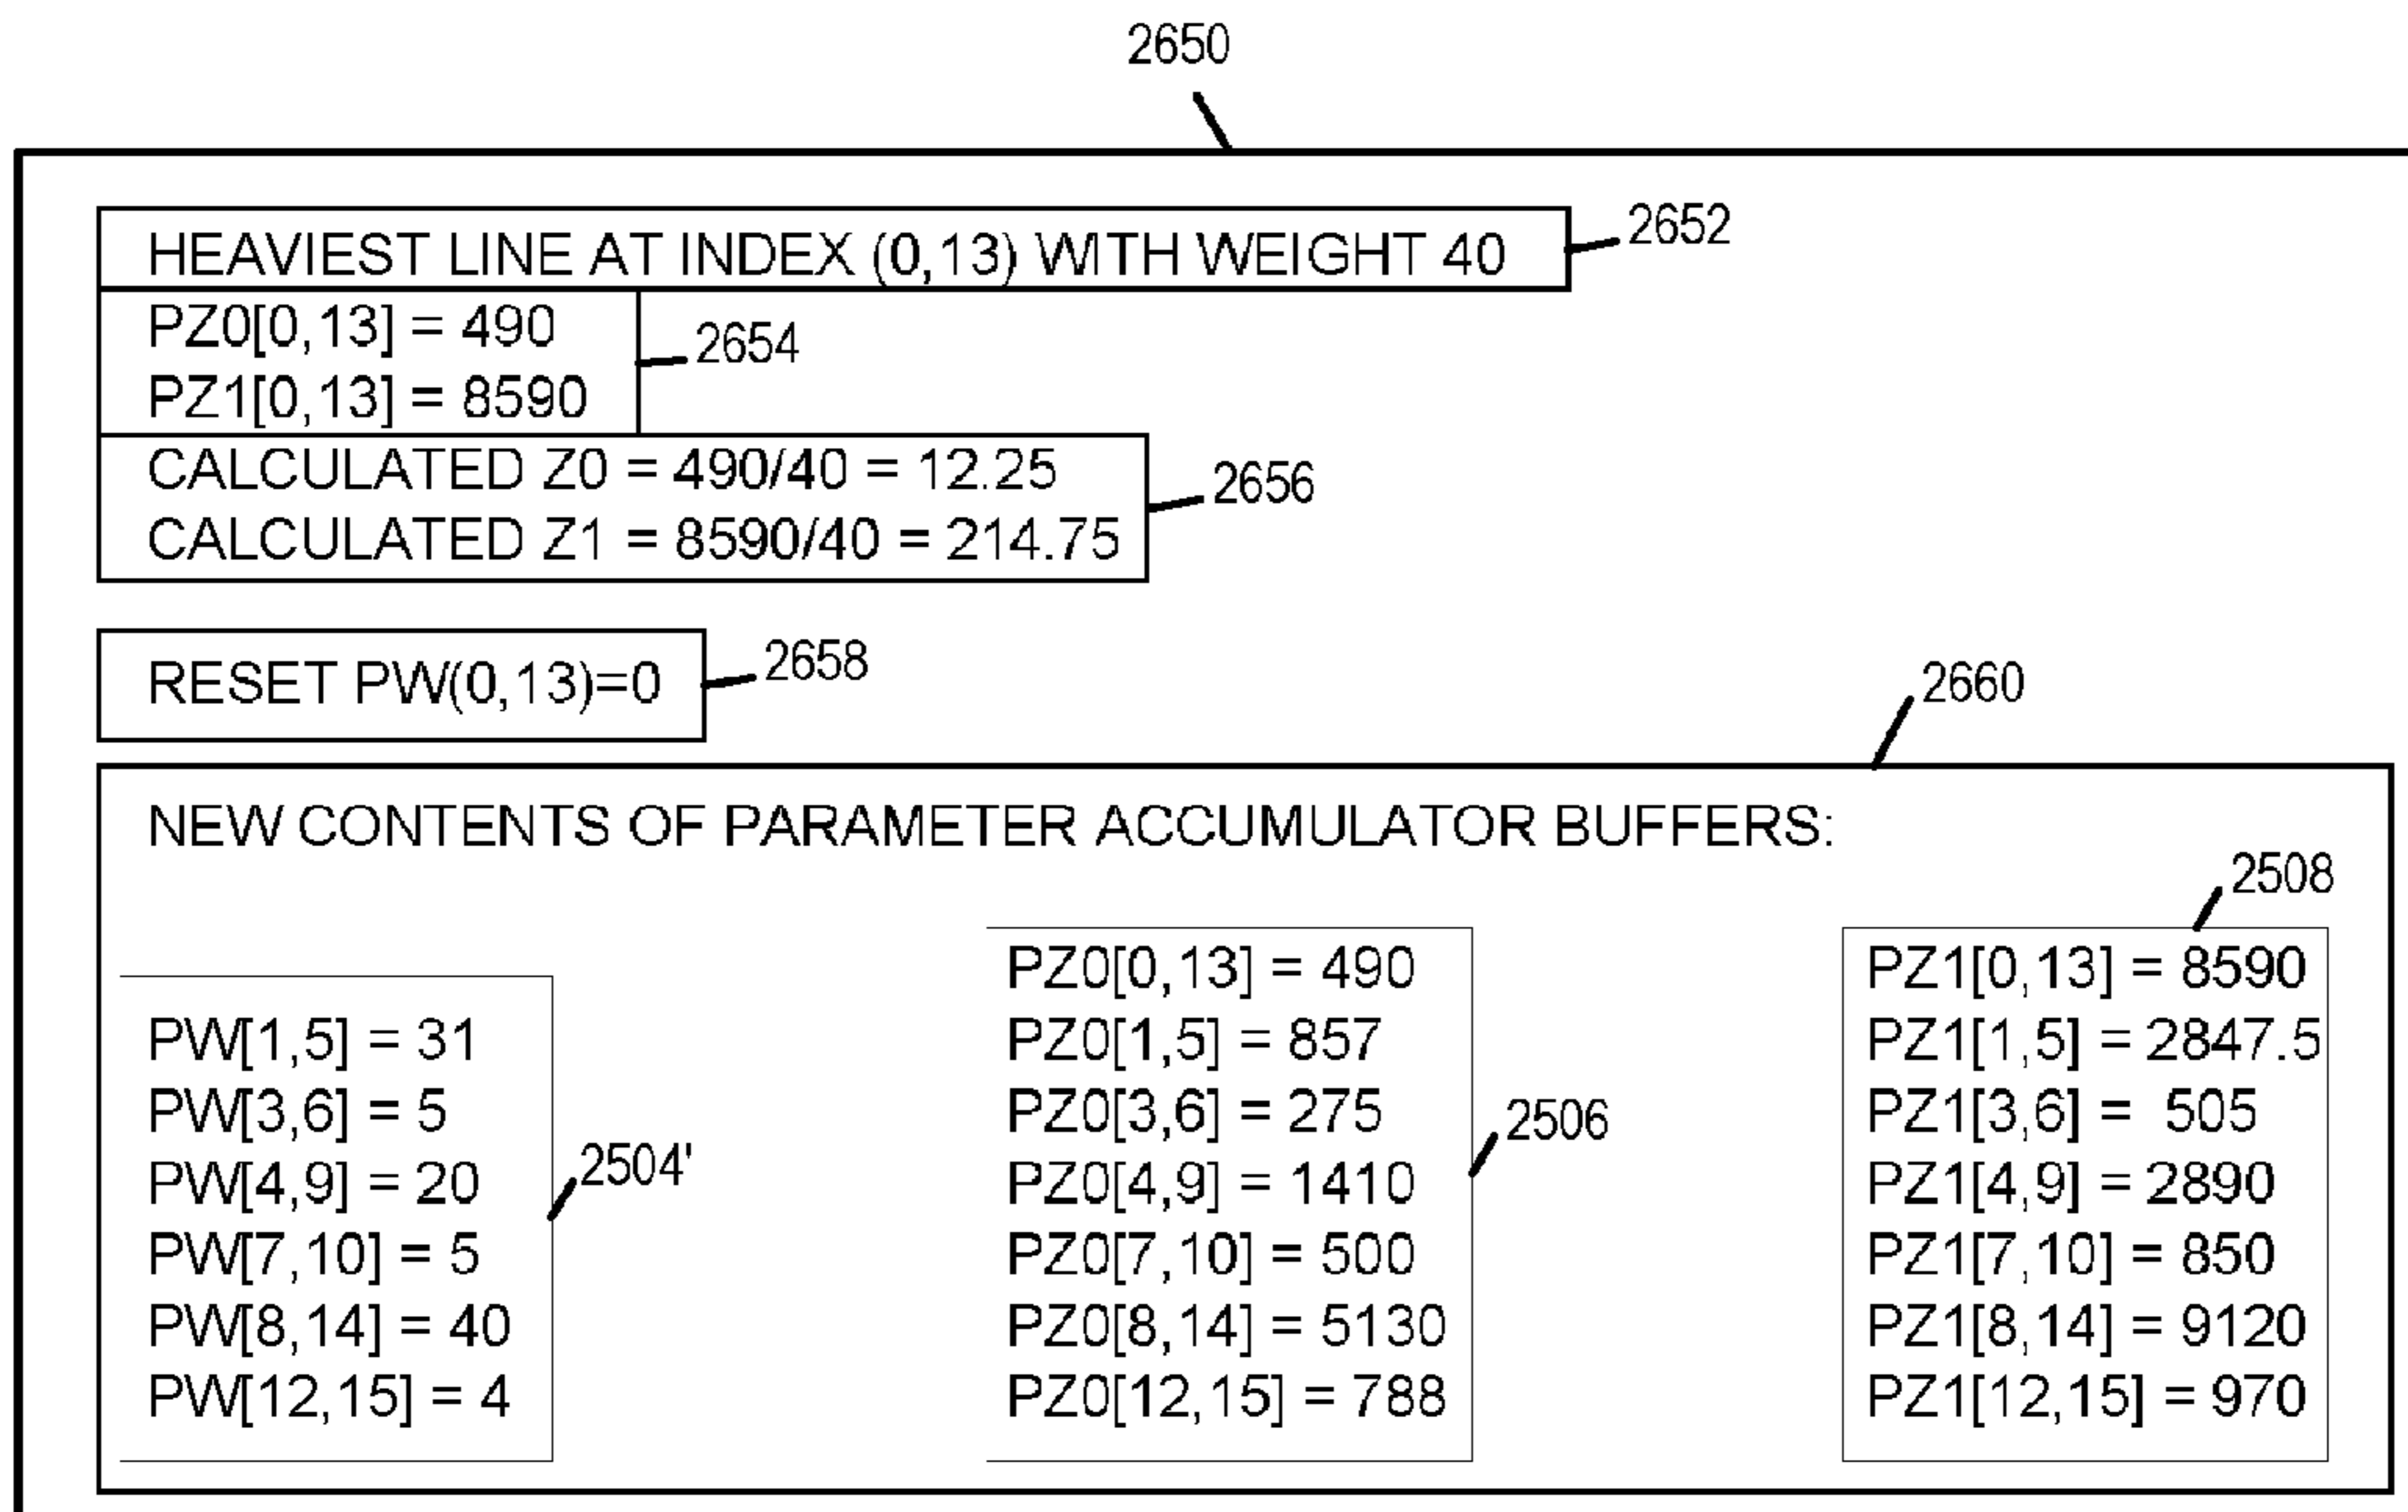 2650
HEAVIEST LINE AT INDEX (0,13) WITH WEIGHT 40
2652
PZ0[0,13] = 490
PZ1[0,13] = 8590
2654
CALCULATED Z0 = 490/40 = 12.25
CALCULATED Z1 = 8590/40 = 214.75
2656
RESET PW(0,13)=0
2658
2660
NEW CONTENTS OF PARAMETER ACCUMULATOR BUFFERS:
PW[1,5] = 31
PW[3,6] = 5
PW[4,9] = 20
PW[7,10] = 5
PW[8,14] = 40
PW[12,15] = 4
2504'
PZ0[0,13] = 490
PZ0[1,5] = 857
PZ0[3,6] = 275
PZ0[4,9] = 1410
PZ0[7,10] = 500
PZ0[8,14] = 5130
PZ0[12,15] = 788
2506
2508
PZ1[0,13] = 8590
PZ1[1,5] = 2847.5
PZ1[3,6] = 505
PZ1[4,9] = 2890
PZ1[7,10] = 850
PZ1[8,14] = 9120
PZ1[12,15] = 970